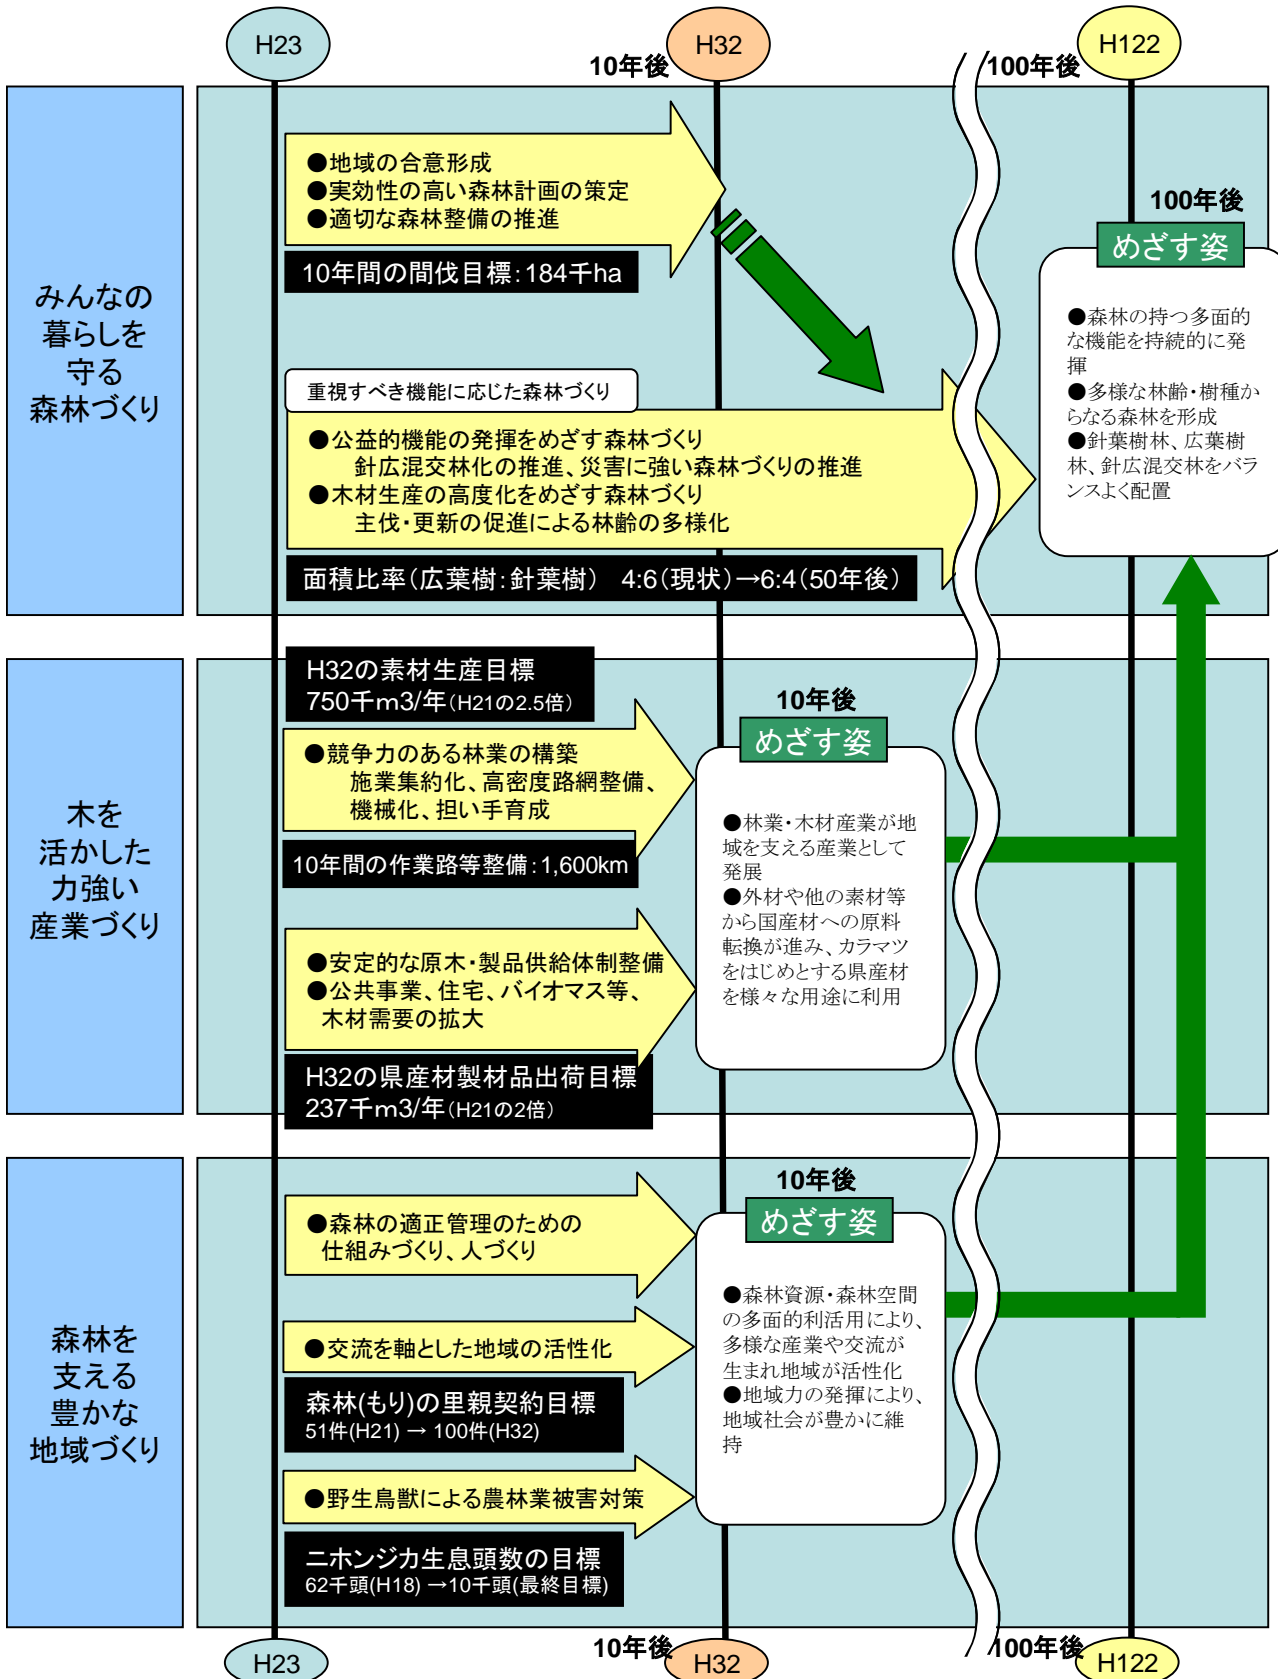 H23
H32
H122
10年後
100年後
みんなの
暮らしを
守る
森林づくり
●地域の合意形成
●実効性の高い森林計画の策定
●適切な森林整備の推進
10年間の間伐目標：184千ha
重視すべき機能に応じた森林づくり
●公益的機能の発揮をめざす森林づくり
針広混交林化の推進、災害に強い森林づくりの推進
●木材生産の高度化をめざす森林づくり
主伐・更新の促進による林齢の多様化
面積比率（広葉樹：針葉樹）　4:6（現状）→6:4（50年後）
100年後
めざす姿
●森林の持つ多面的
な機能を持続的に発
揮
●多様な林齢・樹種か
らなる森林を形成
●針葉樹林、広葉樹
林、針広混交林をバラ
ンスよく配置
木を
活かした
力強い
産業づくり
H32の素材生産目標
750千m3/年（H21の2.5倍）
●競争力のある林業の構築
施業集約化、高密度路網整備、
機械化、担い手育成
10年間の作業路等整備：1,600km
●安定的な原木・製品供給体制整備
●公共事業、住宅、バイオマス等、
木材需要の拡大
H32の県産材製材品出荷目標
237千m3/年（H21の2倍）
10年後
めざす姿
●林業・木材産業が地
域を支える産業として
発展
●外材や他の素材等
から国産材への原料
転換が進み、カラマツ
をはじめとする県産材
を様々な用途に利用
森林を
支える
豊かな
地域づくり
●森林の適正管理のための
仕組みづくり、人づくり
●交流を軸とした地域の活性化
森林(もり)の里親契約目標
51件(H21) → 100件(H32)
●野生鳥獣による農林業被害対策
ニホンジカ生息頭数の目標
62千頭(H18) →10千頭(最終目標)
10年後
めざす姿
●森林資源・森林空間
の多面的利活用により、
多様な産業や交流が
生まれ地域が活性化
●地域力の発揮により、
地域社会が豊かに維
持
10年後
100年後
H23
H32
H122